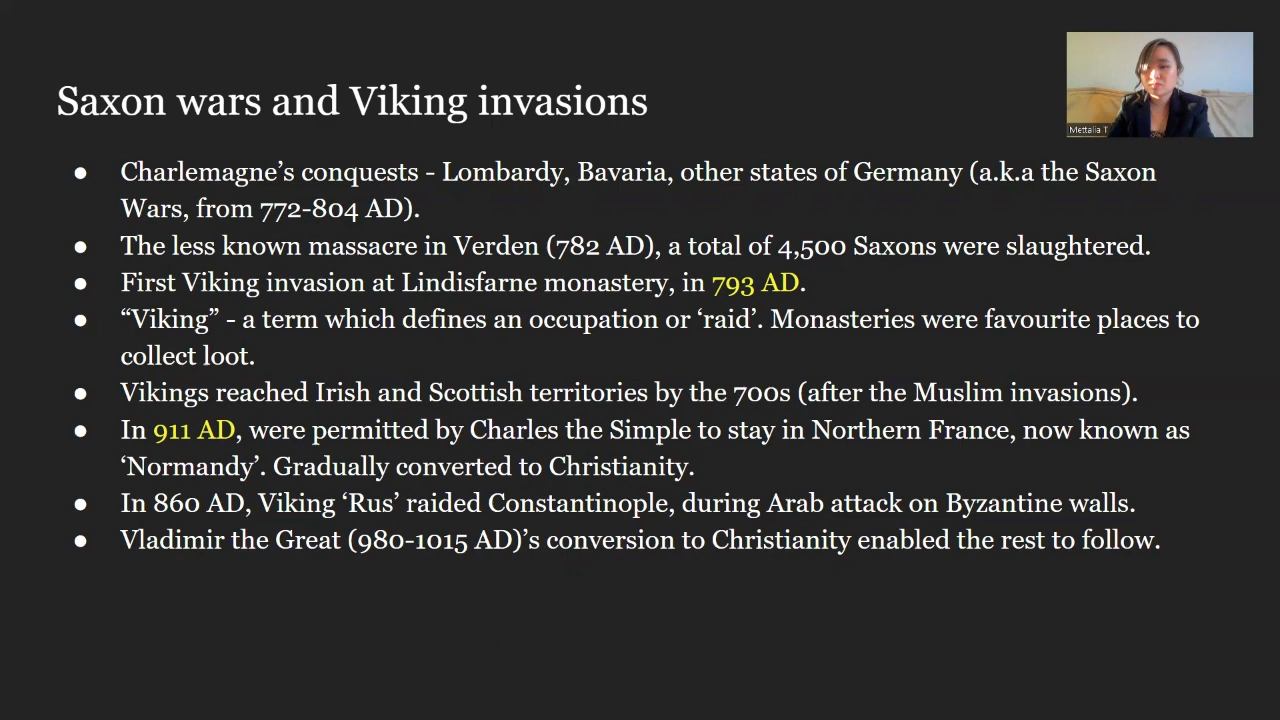 Saxon wars and Viking invasions
Mettalia T
● Charlemagne’s conquests - Lombardy, Bavaria, other states of Germany (a.k.a the Saxon
Wars, from 772-804 AD).
● The less known massacre in Verden (782 AD), a total of 4,500 Saxons were slaughtered.
● First Viking invasion at Lindisfarne monastery, in 793 AD.
● “Viking” - a term which defines an occupation or ‘raid’. Monasteries were favourite places to
collect loot.
● Vikings reached Irish and Scottish territories by the 700s (after the Muslim invasions).
● In 911 AD, were permitted by Charles the Simple to stay in Northern France, now known as
‘Normandy’. Gradually converted to Christianity.
● In 860 AD, Viking ‘Rus’ raided Constantinople, during Arab attack on Byzantine walls.
● Vladimir the Great (980-1015 AD)’s conversion to Christianity enabled the rest to follow.